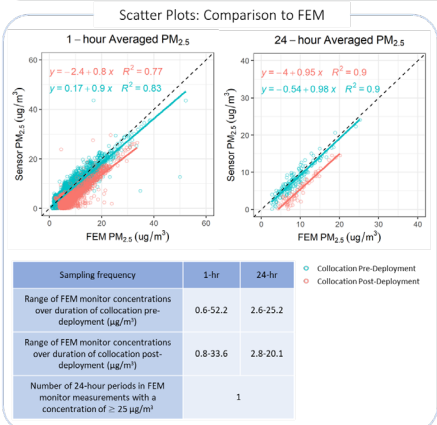 Scatter Plots: Comparison to FEM
1 – hour Averaged PM2.5
y = − 2.4 + 0.8 x   R2 = 0.77
y = 0.17 + 0.9 x   R2 = 0.83
Sensor PM2.5 (ug/m3)
60
40
20
0
0 20 40 60
FEM PM2.5 (ug/m3)
24 – hour Averaged PM2.5
y = −4 + 0.95 x   R2 = 0.9
y = −0.54 + 0.98 x   R2 = 0.9
Sensor PM2.5 (ug/m3)
40
30
20
10
0
0 10 20 30 40
FEM PM2.5 (ug/m3)
Sampling frequency 1-hr 24-hr
Range of FEM monitor concentrations
over duration of collocation pre-
deployment (µg/m³)
0.6-52.2 2.6-25.2
Range of FEM monitor concentrations
over duration of collocation post-
deployment (µg/m³)
0.8-33.6 2.8-20.1
Number of 24-hour periods in FEM
monitor measurements with a
concentration of ≥ 25 µg/m³
1
Collocation Pre-Deployment
Collocation Post-Deployment